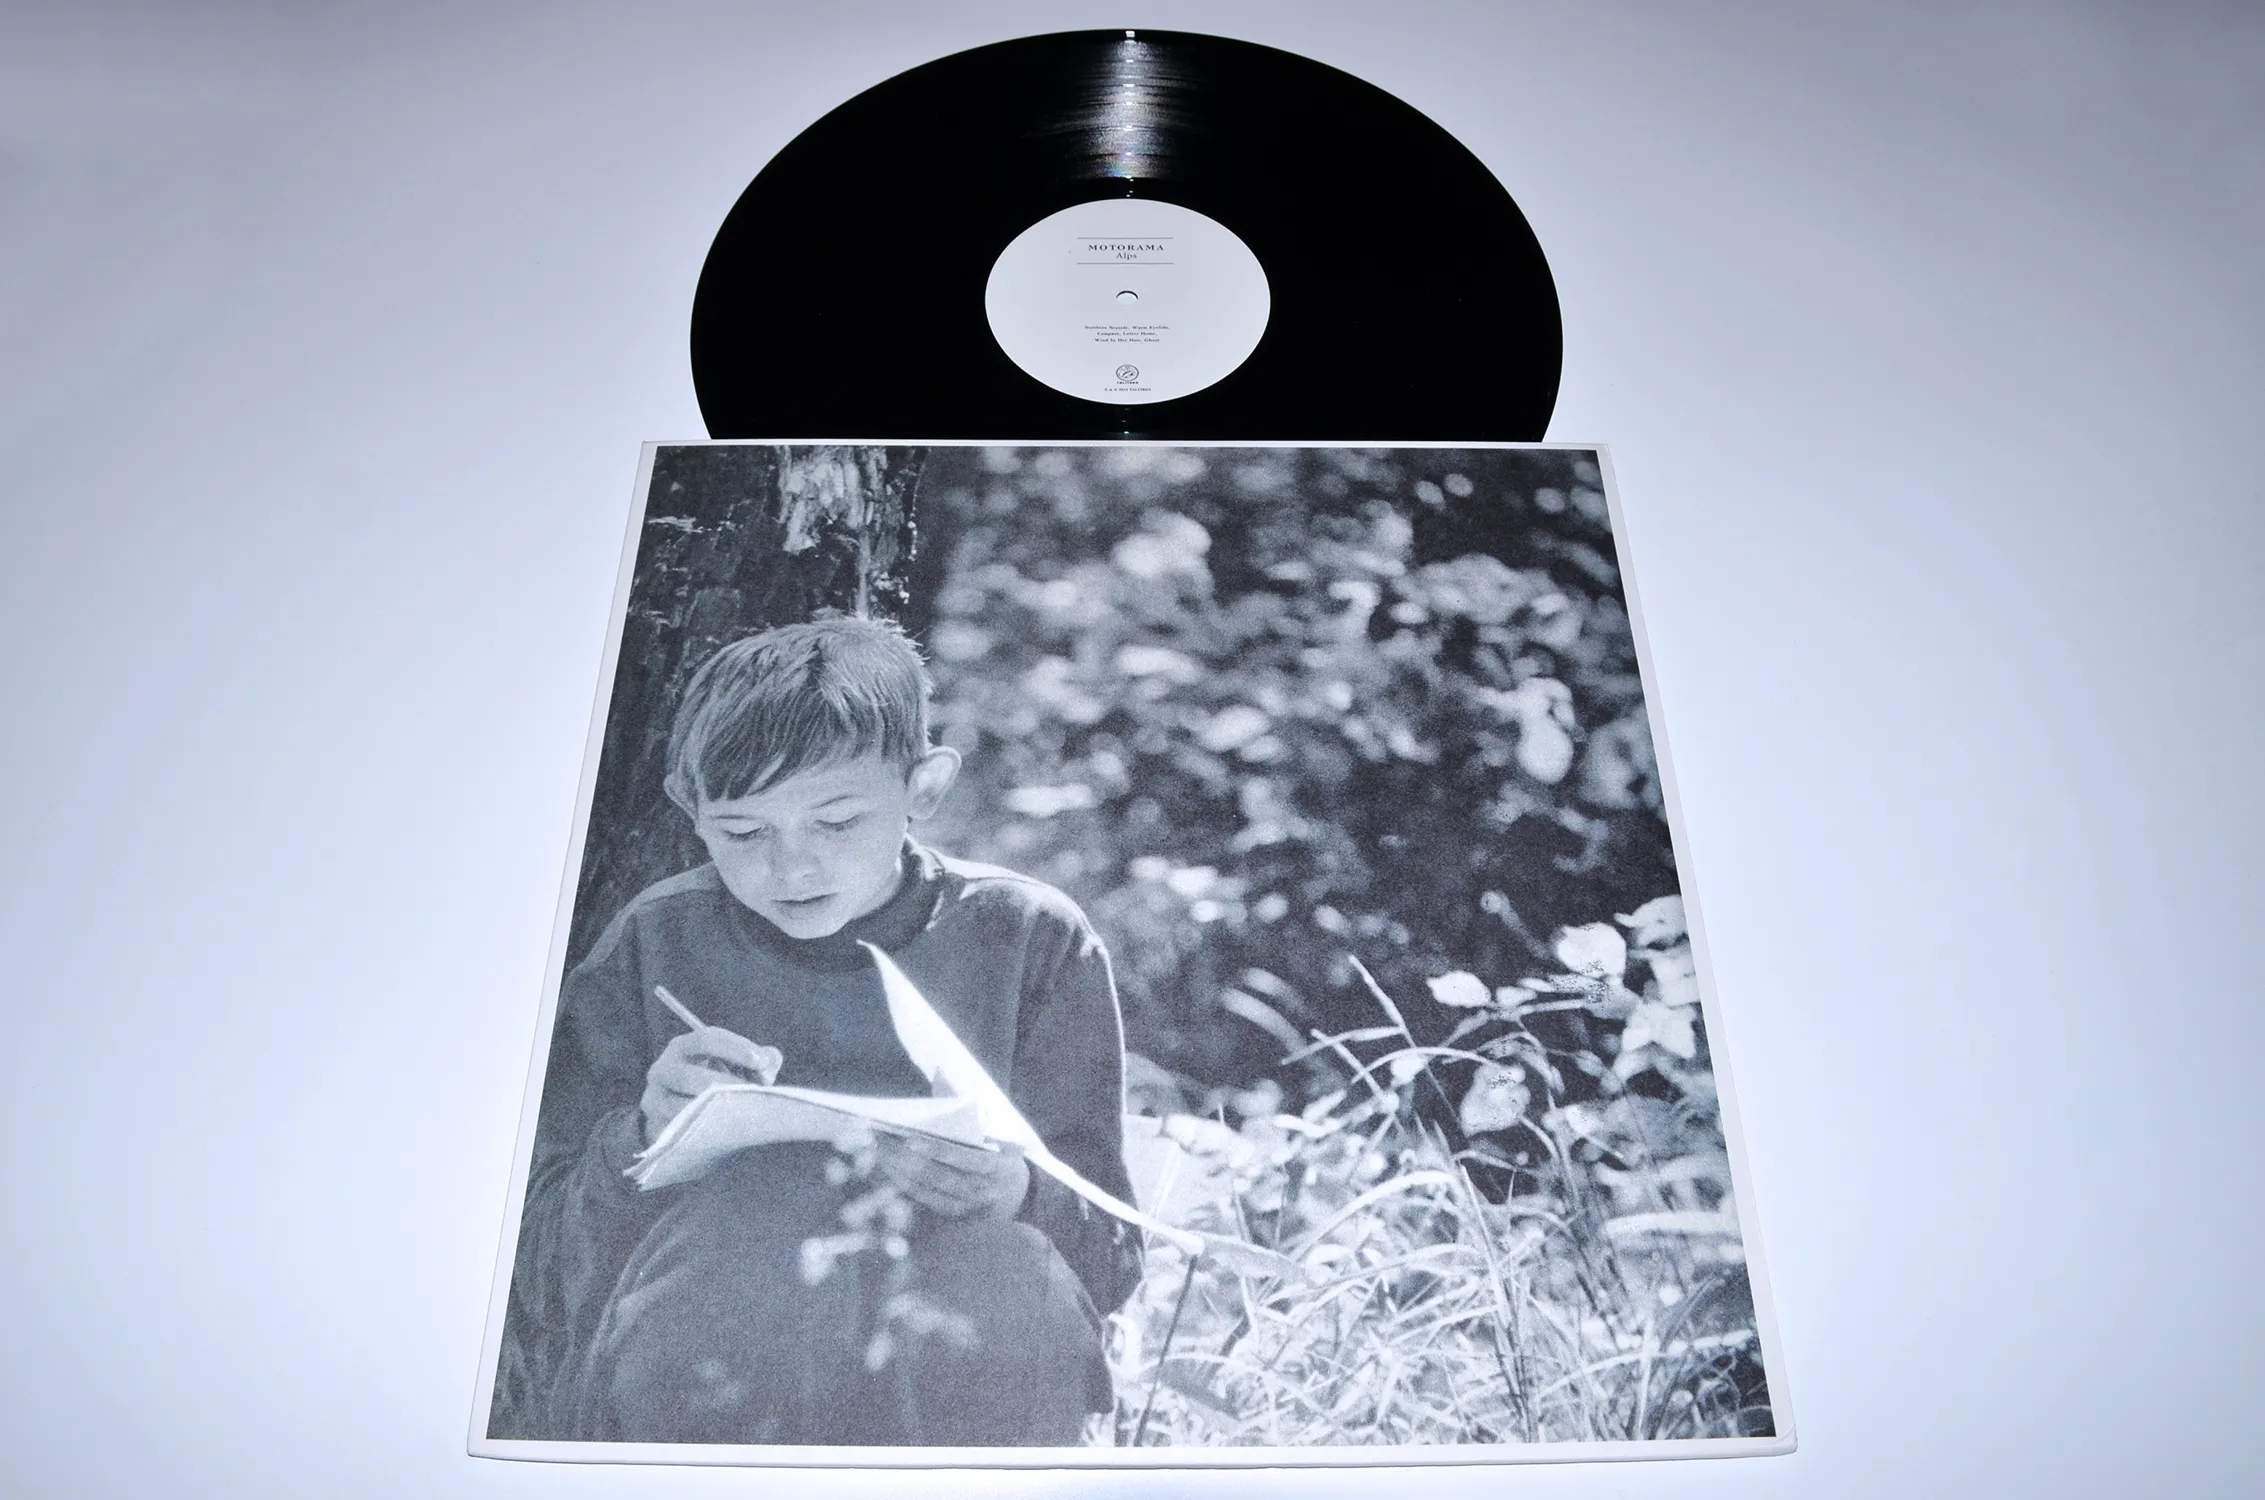 MOTORAMA
Alps
Northern Seaside, Warm Eyelids,
Compass, Letter Home,
Wind In Her Hair, Ghost
TALITRES